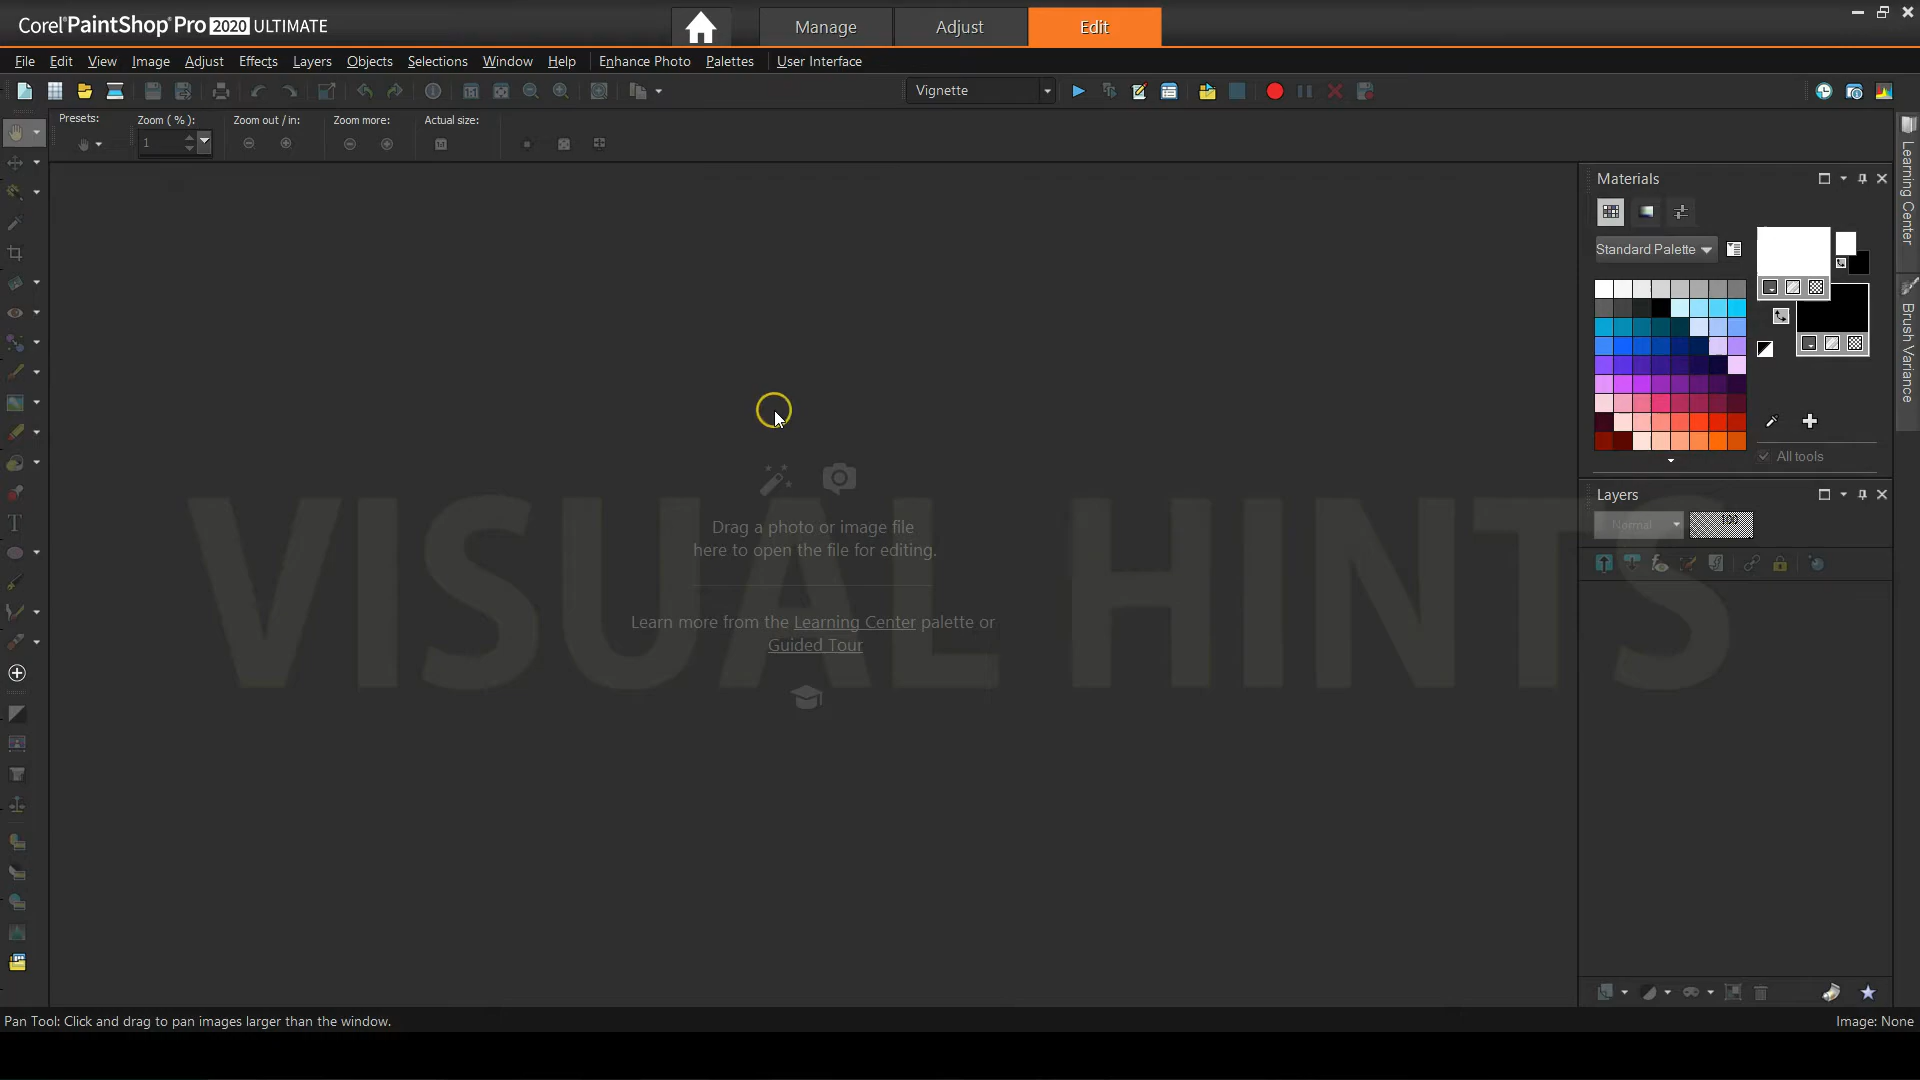 Corel PaintShop Pro 2020 ULTIMATE
Manage
Adjust
Edit
File Edit View Image Adjust Effects Layers Objects Selections Window Help Enhance Photo Palettes User Interface
Vignette
Presets: Zoom ( % ): Zoom out / in: Zoom more: Actual size:
1
Materials
Standard Palette
All tools
Layers
Normal
Learning Center
Brush Variance
Drag a photo or image file
here to open the file for editing.
VISUAL HINTS
Learn more from the Learning Center palette or
Guided Tour
Pan Tool: Click and drag to pan images larger than the window.
Image: None